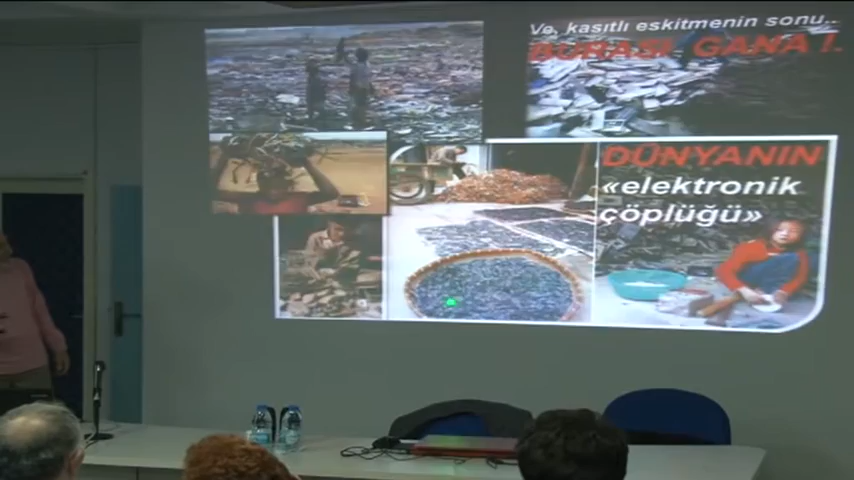 Ve, kasıtlı eskitmenin sonu...
BURASI GANA !.
DÜNYANIN
«elektronik
çöplüğü»